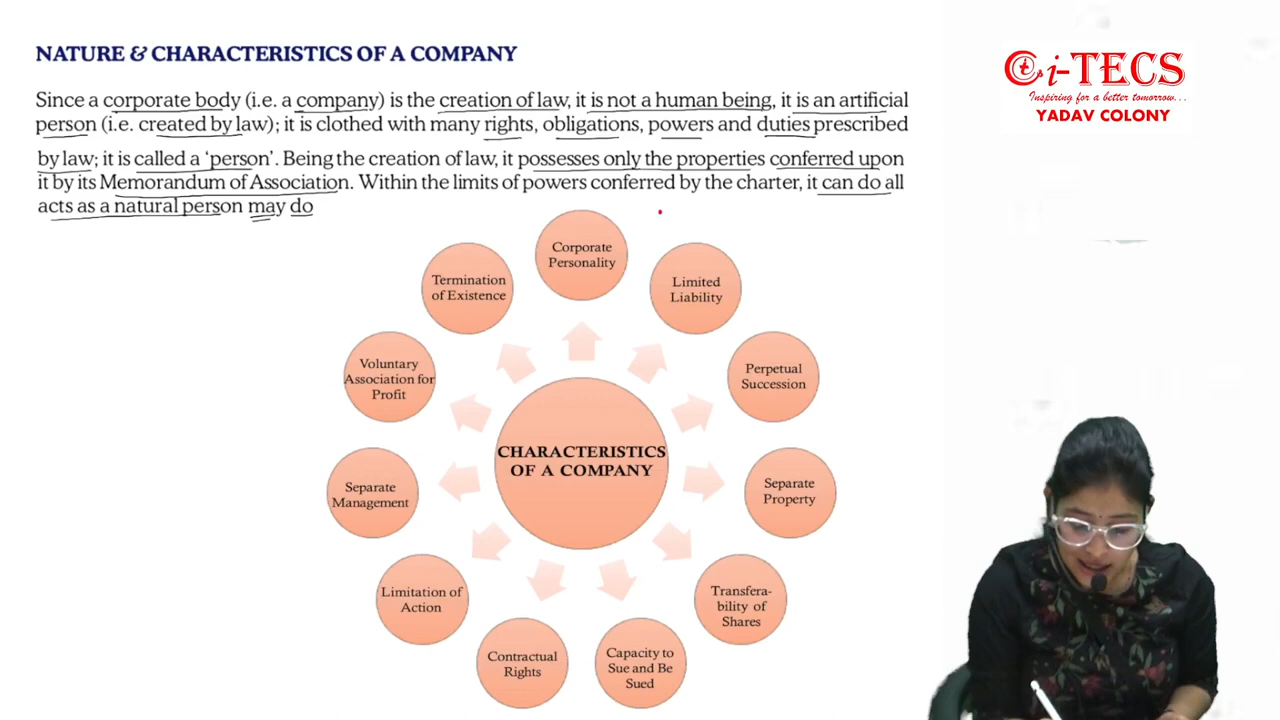 NATURE & CHARACTERISTICS OF A COMPANY
Since a corporate body (i.e. a company) is the creation of law, it is not a human being, it is an artificial
person (i.e. created by law); it is clothed with many rights, obligations, powers and duties prescribed
by law; it is called a ‘person’. Being the creation of law, it possesses only the properties conferred upon
it by its Memorandum of Association. Within the limits of powers conferred by the charter, it can do all
acts as a natural person may do
i-TECS
Inspiring for a better tomorrow...
YADAV COLONY
Corporate
Personality
Limited
Liability
Perpetual
Succession
Separate
Property
Transfera-
bility of
Shares
Capacity to
Sue and Be
Sued
Contractual
Rights
Limitation of
Action
Separate
Management
Voluntary
Association for
Profit
Termination
of Existence
CHARACTERISTICS
OF A COMPANY